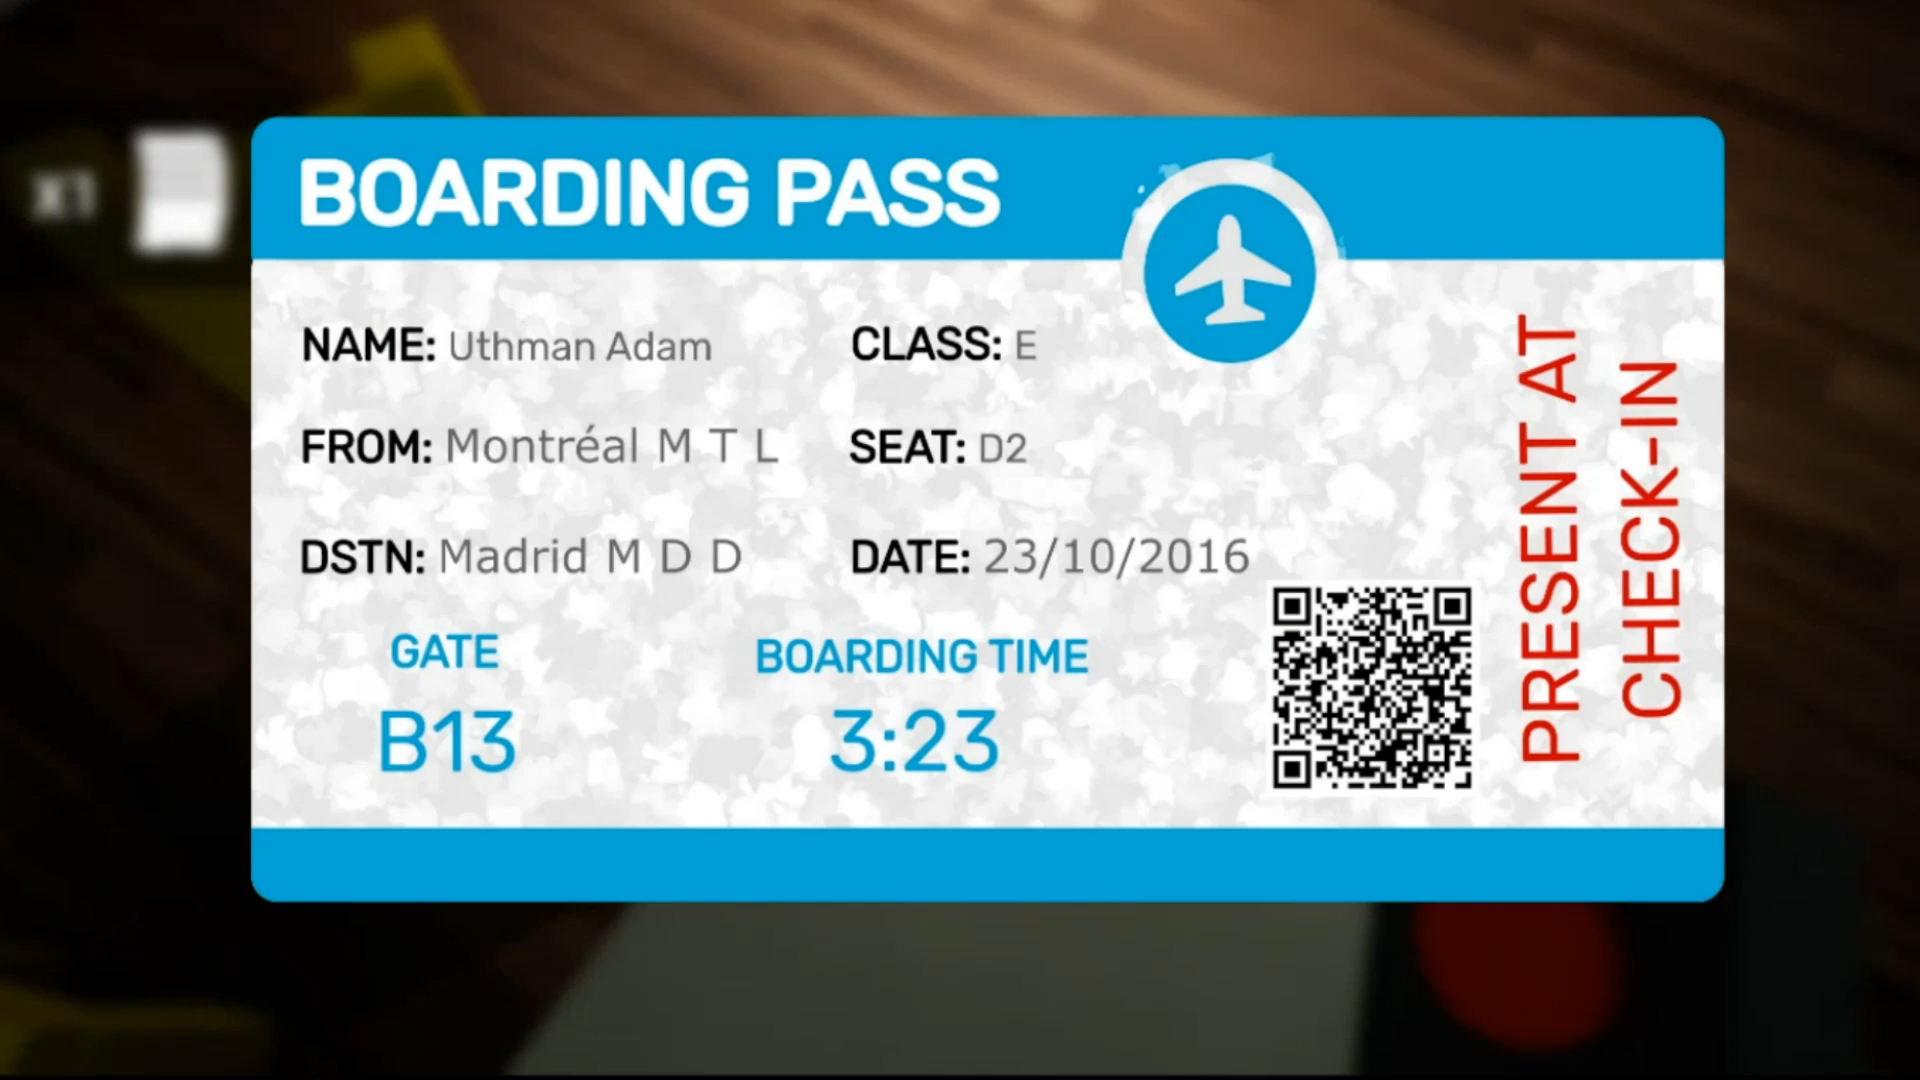 X1
BOARDING PASS
NAME: Uthman Adam
CLASS: E
FROM: Montréal M T L
SEAT: D2
DSTN: Madrid M D D
DATE: 23/10/2016
GATE
BOARDING TIME
B13
3:23
PRESENT AT
CHECK-IN